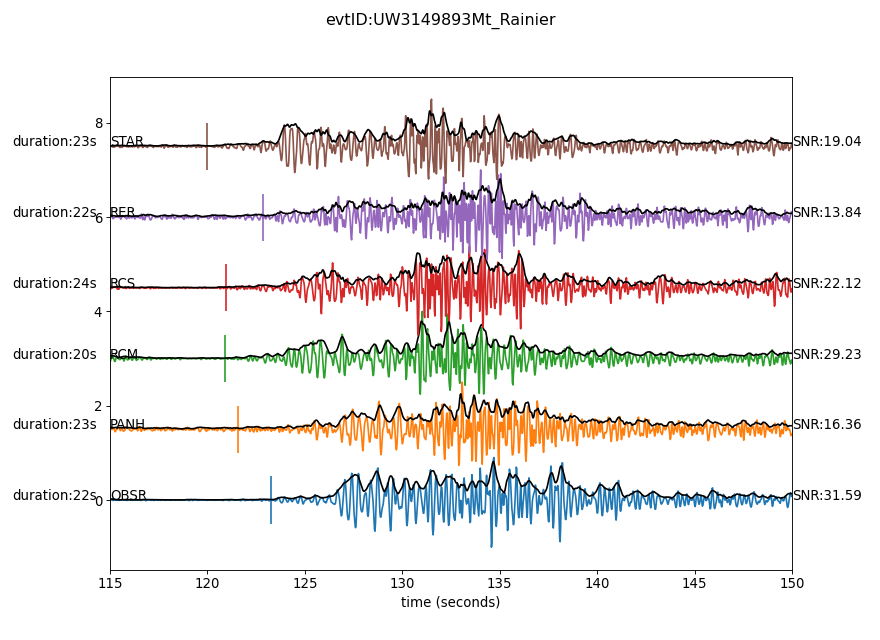 evtID:UW3149893Mt_Rainier
8
duration:23s STAR SNR:19.04
duration:22s RER SNR:13.84
6
duration:24s RCS SNR:22.12
4
duration:20s RCM SNR:29.23
2
duration:23s PANH SNR:16.36
duration:22s OBSR SNR:31.59
0
115 120 125 130 135 140 145 150
time (seconds)